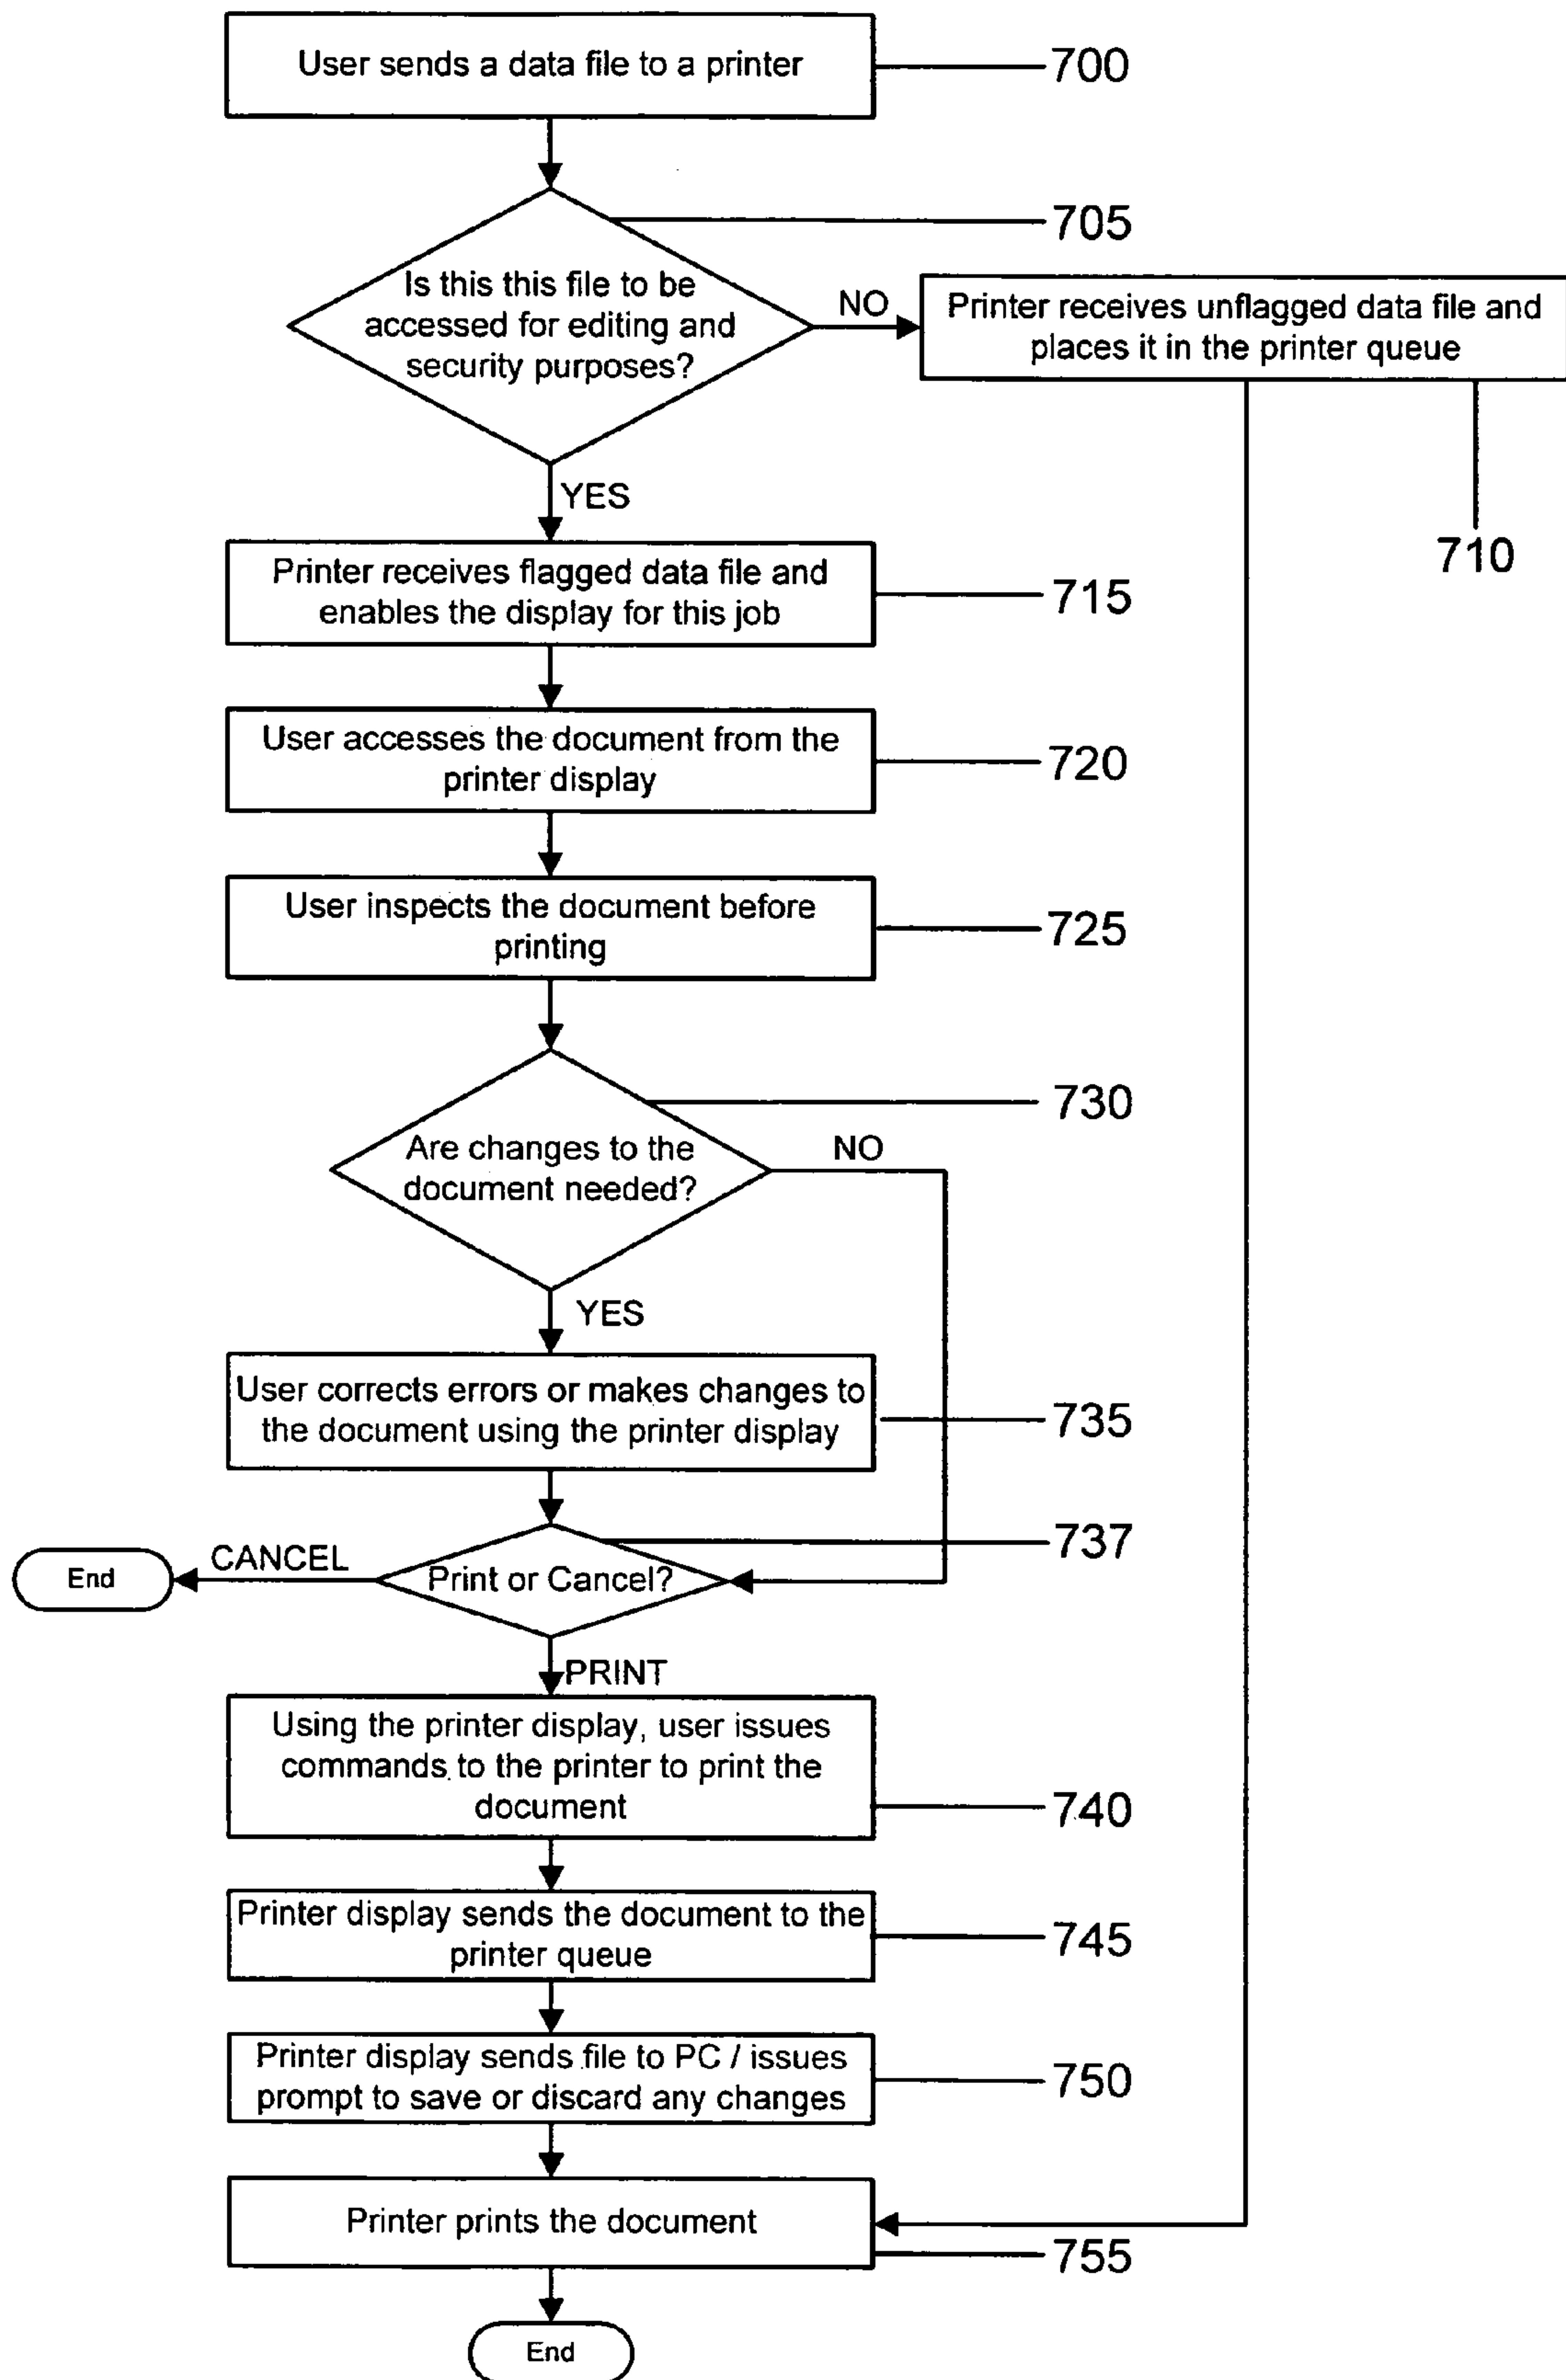 User sends a data file to a printer
700
705
Is this this file to be
accessed for editing and
security purposes?
NO
Printer receives unflagged data file and
places it in the printer queue
710
YES
Printer receives flagged data file and
enables the display for this job
715
User accesses the document from the
printer display
720
User inspects the document before
printing
725
730
Are changes to the
document needed?
NO
YES
User corrects errors or makes changes to
the document using the printer display
735
737
Print or Cancel?
CANCEL
End
PRINT
Using the printer display, user issues
commands to the printer to print the
document
740
Printer display sends the document to the
printer queue
745
Printer display sends file to PC / issues
prompt to save or discard any changes
750
Printer prints the document
755
End